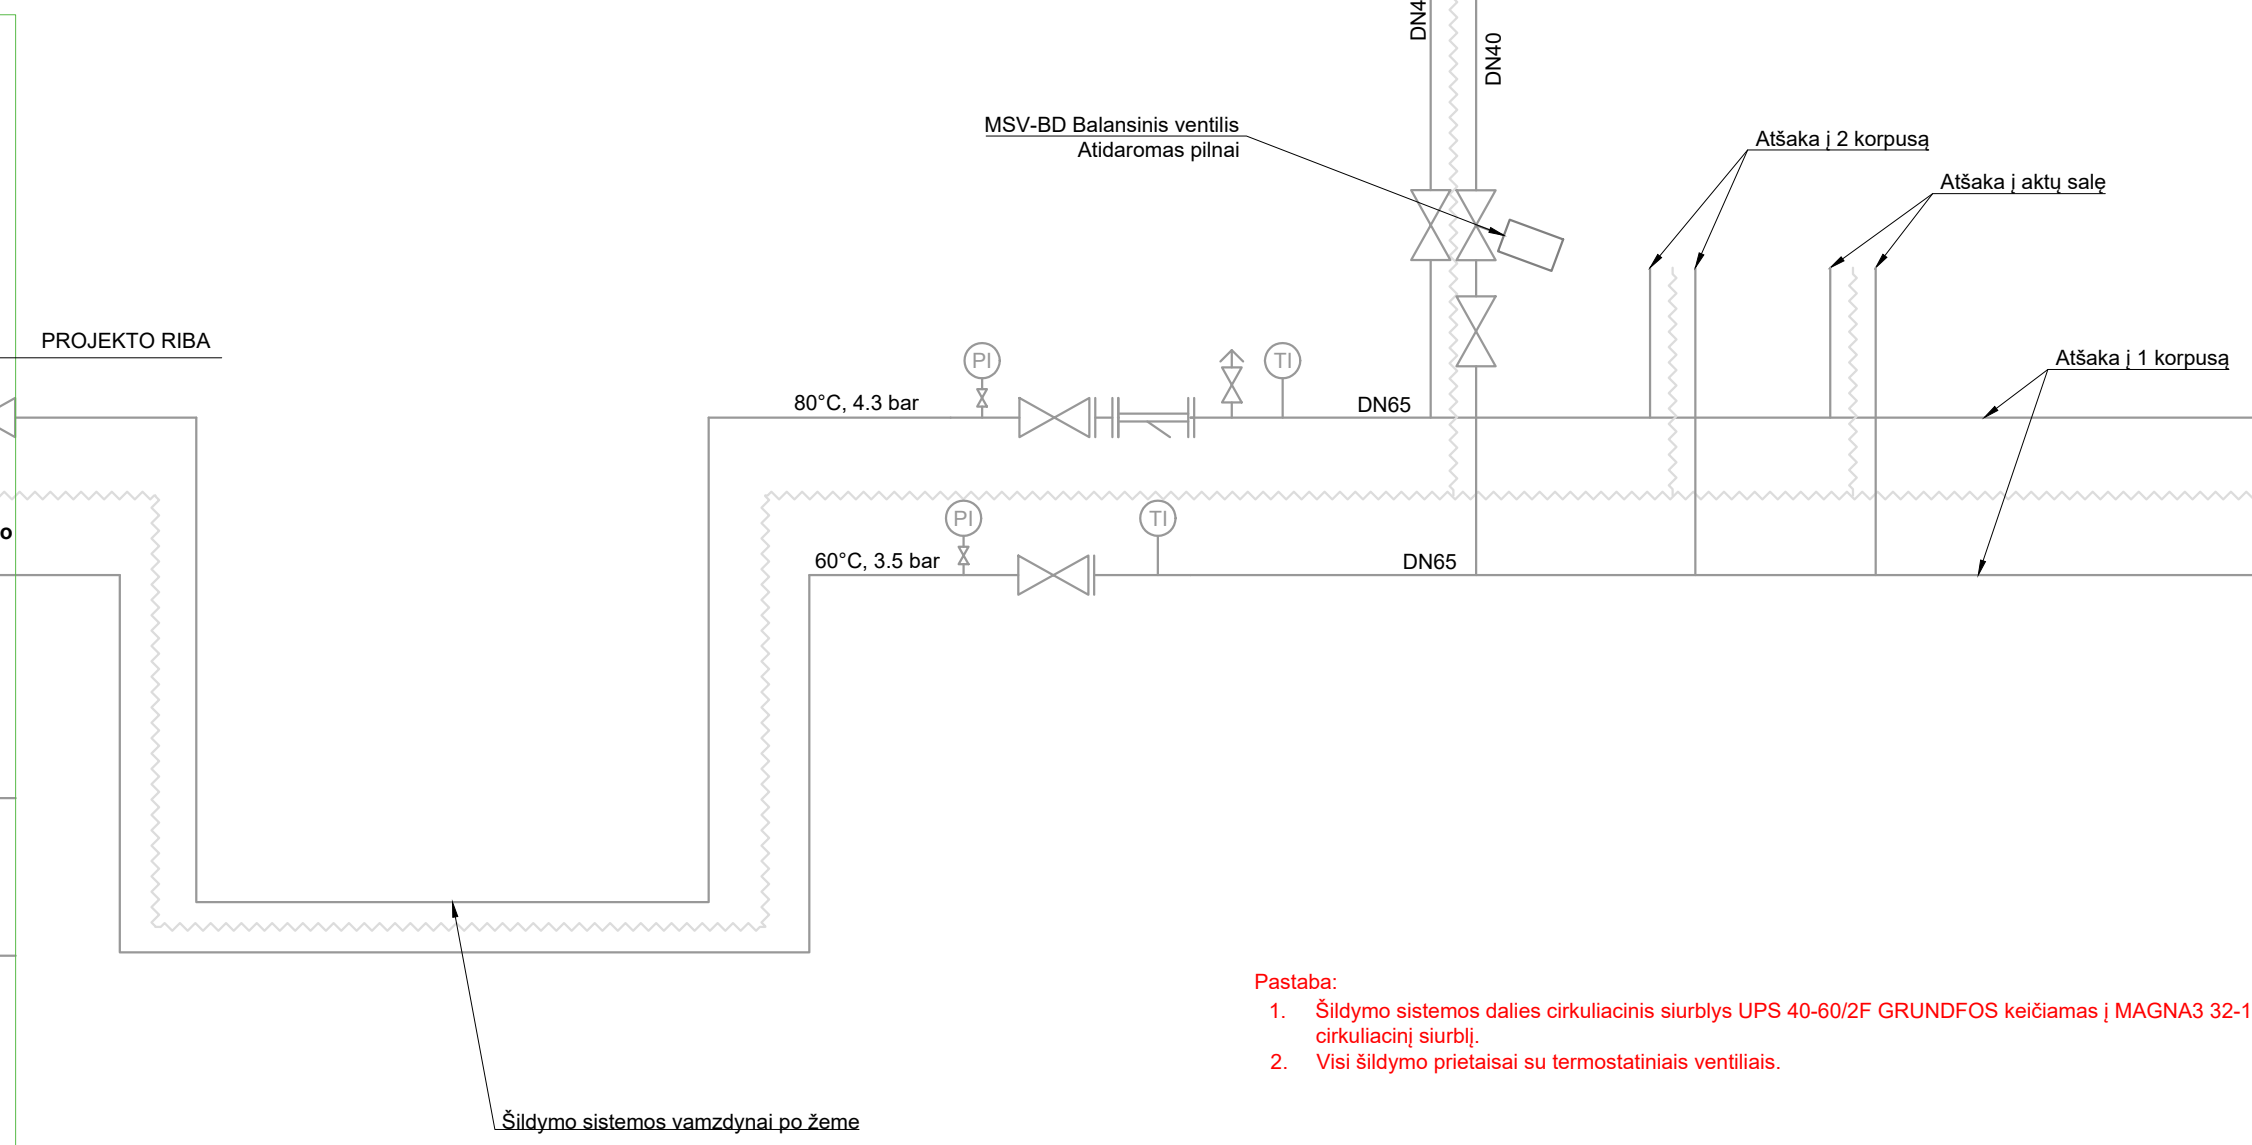 DN4
DN40
MSV-BD Balansinis ventilis
Atidaromas pilnai
Atšaka į 2 korpusą
Atšaka į aktų salę
PROJEKTO RIBA
PI
TI
Atšaka į 1 korpusą
80°C, 4.3 bar
DN65
PI
TI
o
60°C, 3.5 bar
DN65
Pastaba:
1. Šildymo sistemos dalies cirkuliacinis siurblys UPS 40-60/2F GRUNDFOS keičiamas į MAGNA3 32-1
cirkuliacinį siurblį.
2. Visi šildymo prietaisai su termostatiniais ventiliais.
Šildymo sistemos vamzdynai po žeme